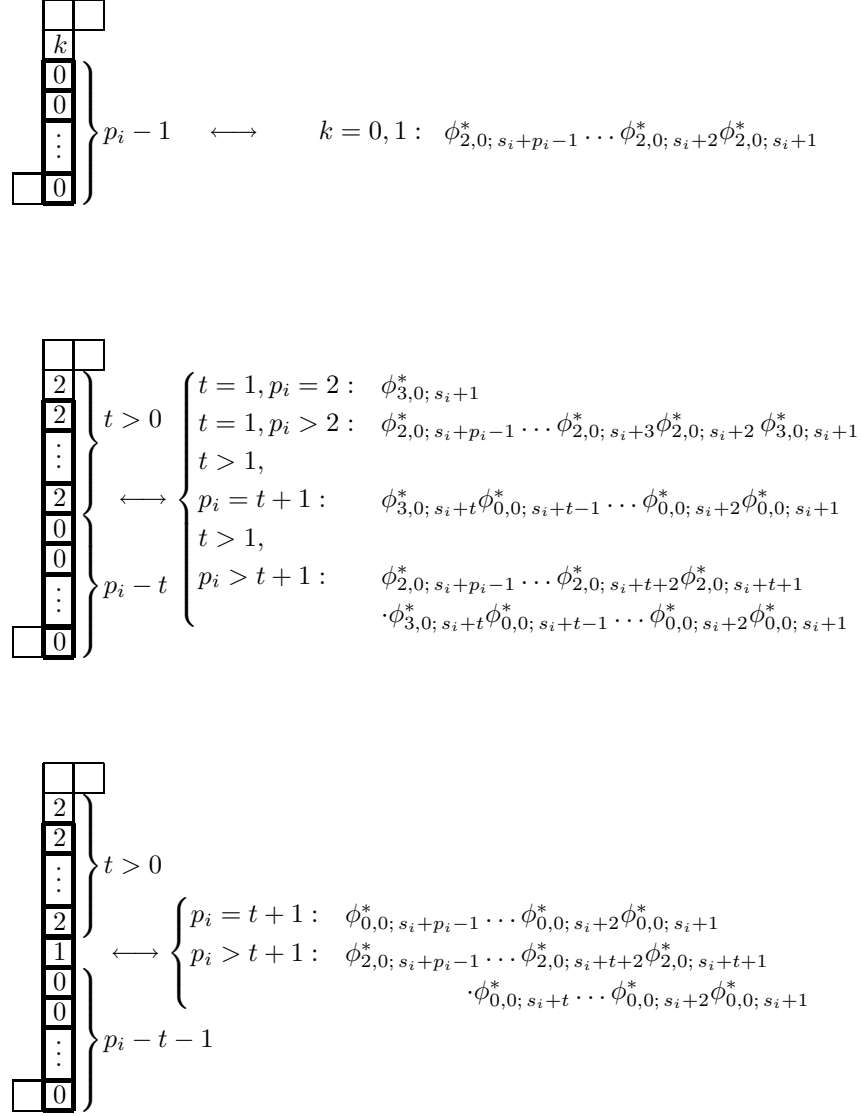 k
0
0
⋮
0
p_i − 1 ⟷ k = 0, 1 : ϕ*_{2,0; s_i+p_i−1} … ϕ*_{2,0; s_i+2} ϕ*_{2,0; s_i+1}
2
2
⋮
2
0
0
⋮
0
t > 0
p_i − t
⟷
t = 1, p_i = 2 : ϕ*_{3,0; s_i+1}
t = 1, p_i > 2 : ϕ*_{2,0; s_i+p_i−1} … ϕ*_{2,0; s_i+3} ϕ*_{2,0; s_i+2} ϕ*_{3,0; s_i+1}
t > 1,
p_i = t + 1 : ϕ*_{3,0; s_i+t} ϕ*_{0,0; s_i+t−1} … ϕ*_{0,0; s_i+2} ϕ*_{0,0; s_i+1}
t > 1,
p_i > t + 1 : ϕ*_{2,0; s_i+p_i−1} … ϕ*_{2,0; s_i+t+2} ϕ*_{2,0; s_i+t+1}
·ϕ*_{3,0; s_i+t} ϕ*_{0,0; s_i+t−1} … ϕ*_{0,0; s_i+2} ϕ*_{0,0; s_i+1}
2
2
⋮
2
1
0
0
⋮
0
t > 0
p_i − t − 1
⟷
p_i = t + 1 : ϕ*_{0,0; s_i+p_i−1} … ϕ*_{0,0; s_i+2} ϕ*_{0,0; s_i+1}
p_i > t + 1 : ϕ*_{2,0; s_i+p_i−1} … ϕ*_{2,0; s_i+t+2} ϕ*_{2,0; s_i+t+1}
·ϕ*_{0,0; s_i+t} … ϕ*_{0,0; s_i+2} ϕ*_{0,0; s_i+1}